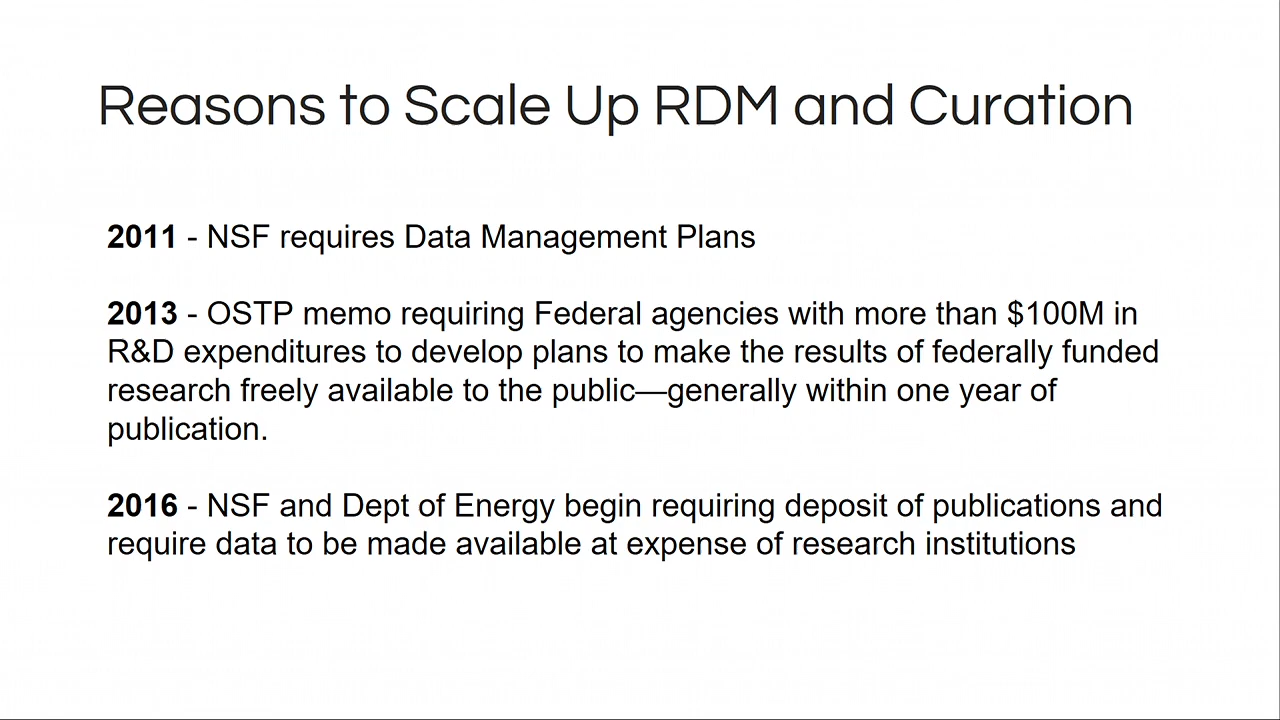 Reasons to Scale Up RDM and Curation
2011 - NSF requires Data Management Plans
2013 - OSTP memo requiring Federal agencies with more than $100M in
R&D expenditures to develop plans to make the results of federally funded
research freely available to the public—generally within one year of
publication.
2016 - NSF and Dept of Energy begin requiring deposit of publications and
require data to be made available at expense of research institutions